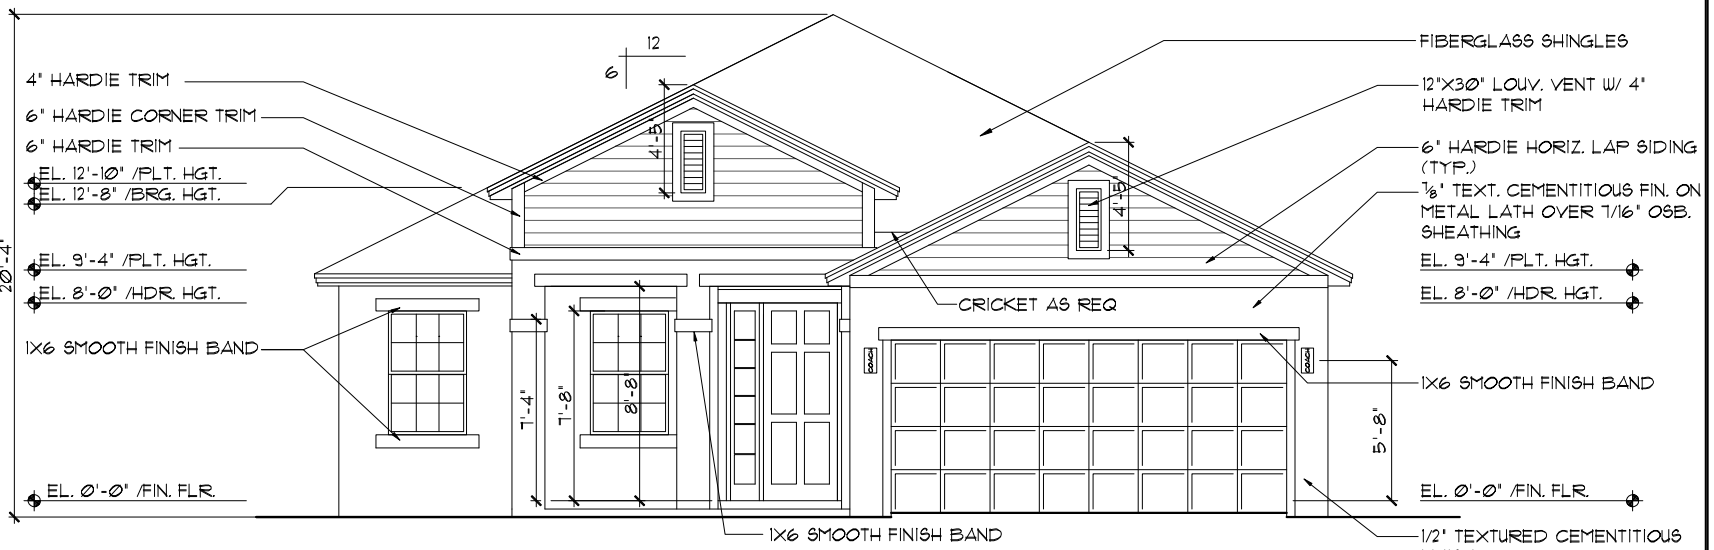 12
6
4" HARDIE TRIM
6" HARDIE CORNER TRIM
6" HARDIE TRIM
EL. 12'-10" /PLT. HGT.
EL. 12'-8" /BRG. HGT.
EL. 9'-4" /PLT. HGT.
EL. 8'-0" /HDR. HGT.
1X6 SMOOTH FINISH BAND
EL. 0'-0" /FIN. FLR.
20'-4"
4'-5"
4'-5"
7'-4"
7'-8"
8'-8"
5'-8"
COACH
COACH
CRICKET AS REQ
1X6 SMOOTH FINISH BAND
FIBERGLASS SHINGLES
12"X30" LOUV. VENT W/ 4"
HARDIE TRIM
6" HARDIE HORIZ. LAP SIDING
(TYP.)
7/8" TEXT. CEMENTITIOUS FIN. ON
METAL LATH OVER 7/16" OSB.
SHEATHING
EL. 9'-4" /PLT. HGT.
EL. 8'-0" /HDR. HGT.
1X6 SMOOTH FINISH BAND
EL. 0'-0" /FIN. FLR.
1/2" TEXTURED CEMENTITIOUS